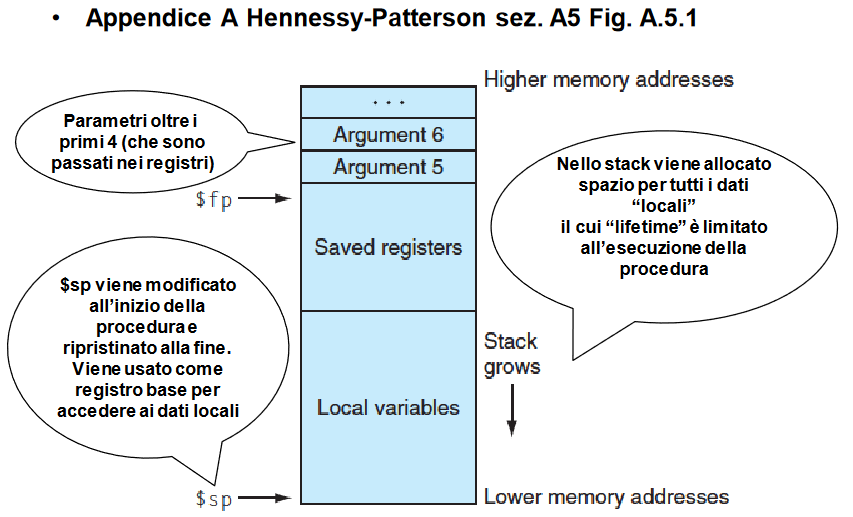 • Appendice A Hennessy-Patterson sez. A5 Fig. A.5.1
Higher memory addresses
. . .
Parametri oltre i
primi 4 (che sono
passati nei registri)
Argument 6
Argument 5
$fp
Nello stack viene allocato
spazio per tutti i dati
“locali”
il cui “lifetime” è limitato
all’esecuzione della
procedura
Saved registers
$sp viene modificato
all’inizio della
procedura e
ripristinato alla fine.
Viene usato come
registro base per
accedere ai dati locali
Stack
grows
Local variables
$sp
Lower memory addresses